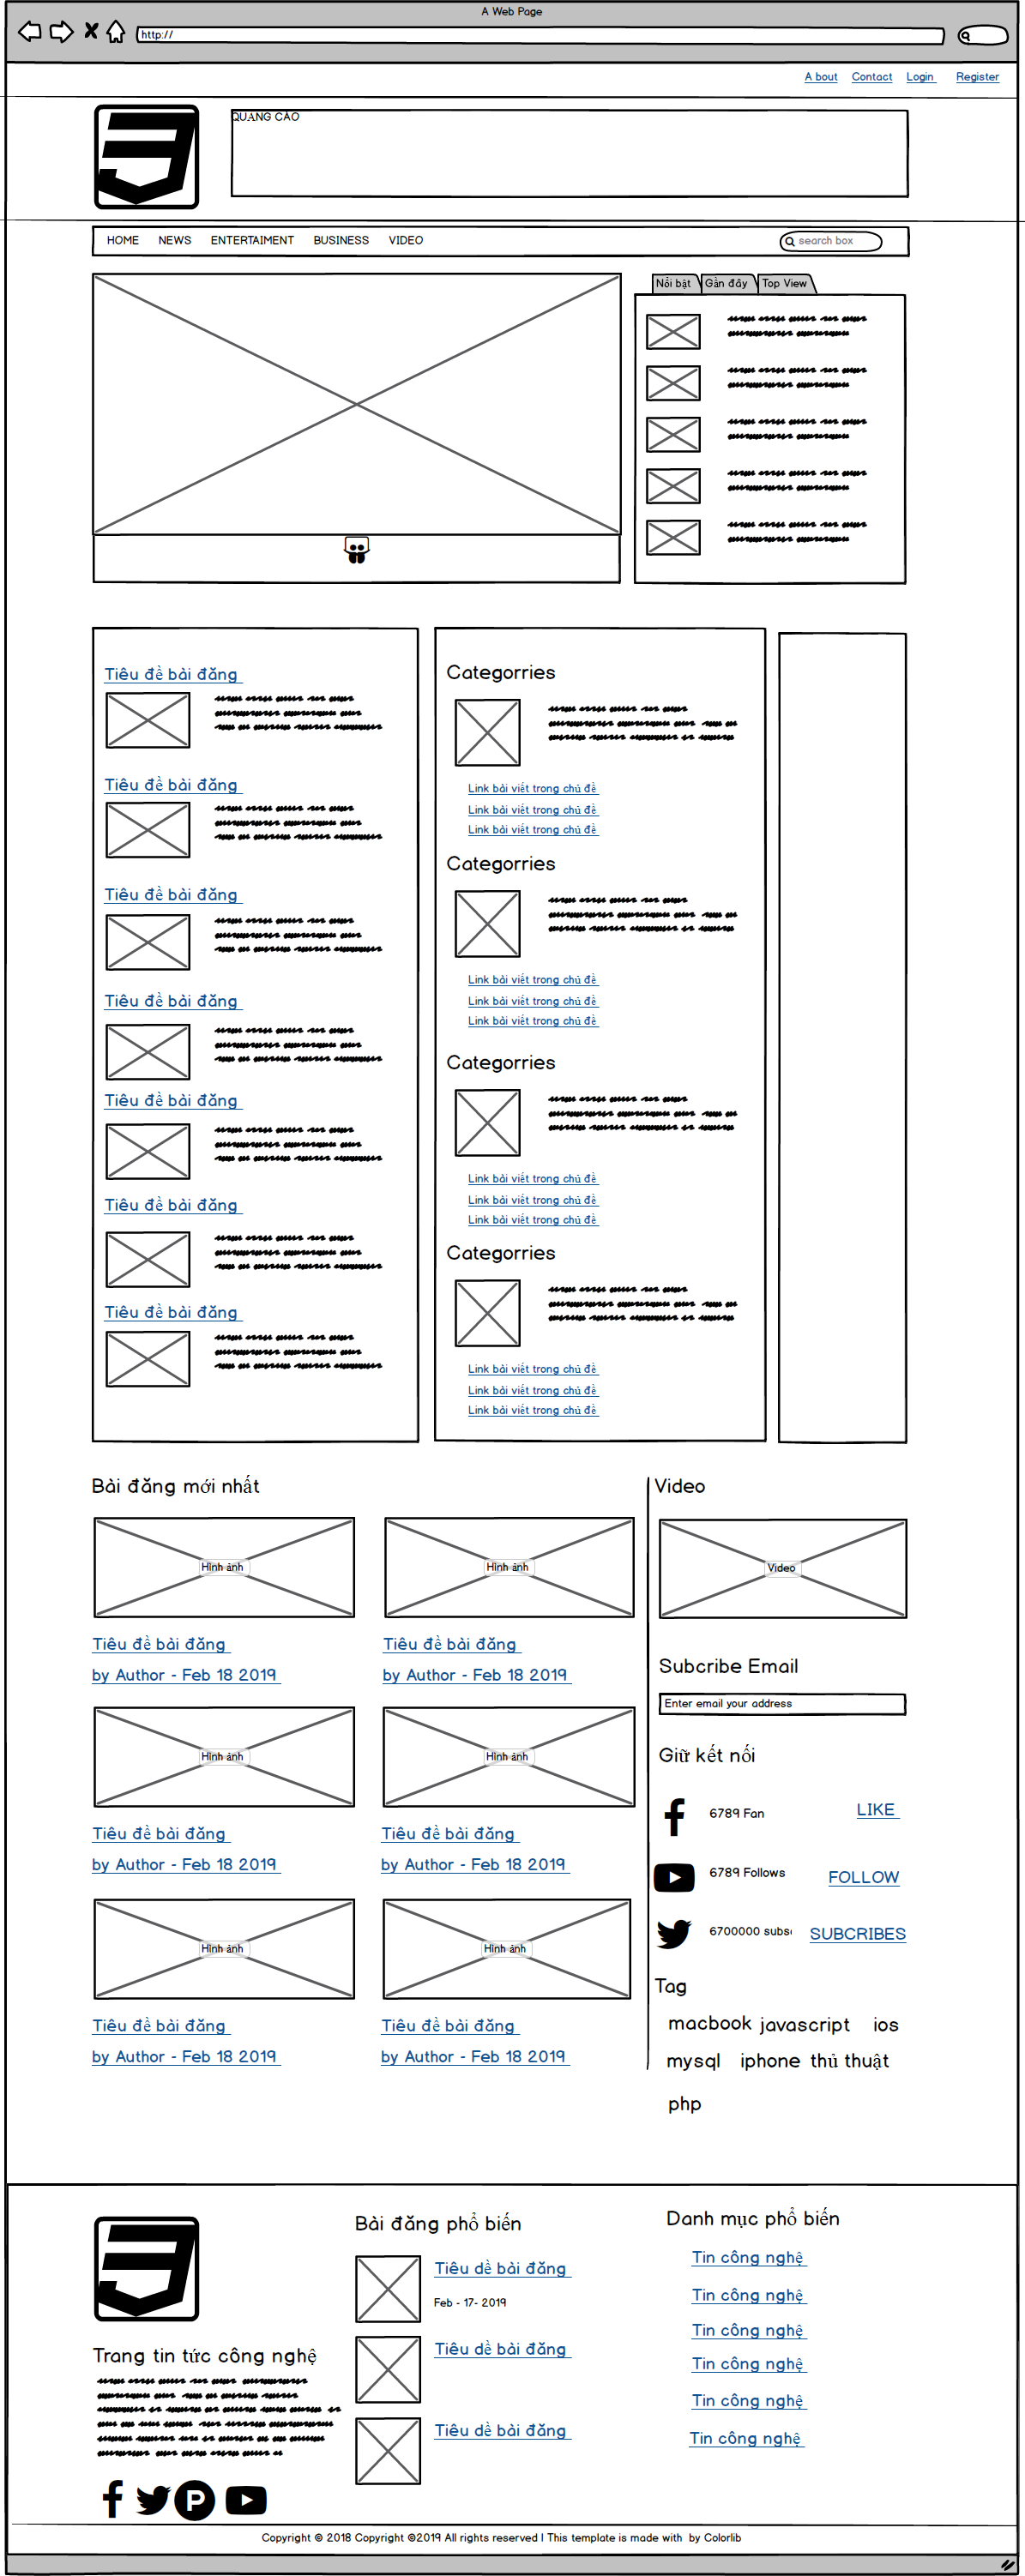 A Web Page
http://
A bout Contact Login Register
QUẢNG CÁO
HOME NEWS ENTERTAIMENT BUSINESS VIDEO search box
Nổi bật Gần đây Top View
Tiêu đề bài đăng
Tiêu đề bài đăng
Tiêu đề bài đăng
Tiêu đề bài đăng
Tiêu đề bài đăng
Tiêu đề bài đăng
Tiêu đề bài đăng
Categorries
Link bài viết trong chủ đề
Link bài viết trong chủ đề
Link bài viết trong chủ đề
Categorries
Link bài viết trong chủ đề
Link bài viết trong chủ đề
Link bài viết trong chủ đề
Categorries
Link bài viết trong chủ đề
Link bài viết trong chủ đề
Link bài viết trong chủ đề
Categorries
Link bài viết trong chủ đề
Link bài viết trong chủ đề
Link bài viết trong chủ đề
Bài đăng mới nhất
Hình ảnh Hình ảnh
Tiêu đề bài đăng Tiêu đề bài đăng
by Author - Feb 18 2019 by Author - Feb 18 2019
Hình ảnh Hình ảnh
Tiêu đề bài đăng Tiêu đề bài đăng
by Author - Feb 18 2019 by Author - Feb 18 2019
Hình ảnh Hình ảnh
Tiêu đề bài đăng Tiêu đề bài đăng
by Author - Feb 18 2019 by Author - Feb 18 2019
Video
Video
Subcribe Email
Enter email your address
Giữ kết nối
6789 Fan LIKE
6789 Follows FOLLOW
6700000 subs SUBCRIBES
Tag
macbook javascript ios
mysql iphone thủ thuật
php
Trang tin tức công nghệ
Bài đăng phổ biến
Tiêu dề bài đăng
Feb - 17- 2019
Tiêu dề bài đăng
Tiêu dề bài đăng
Danh mục phổ biến
Tin công nghệ
Tin công nghệ
Tin công nghệ
Tin công nghệ
Tin công nghệ
Tin công nghệ
Copyright © 2018 Copyright ©2019 All rights reserved | This template is made with by Colorlib